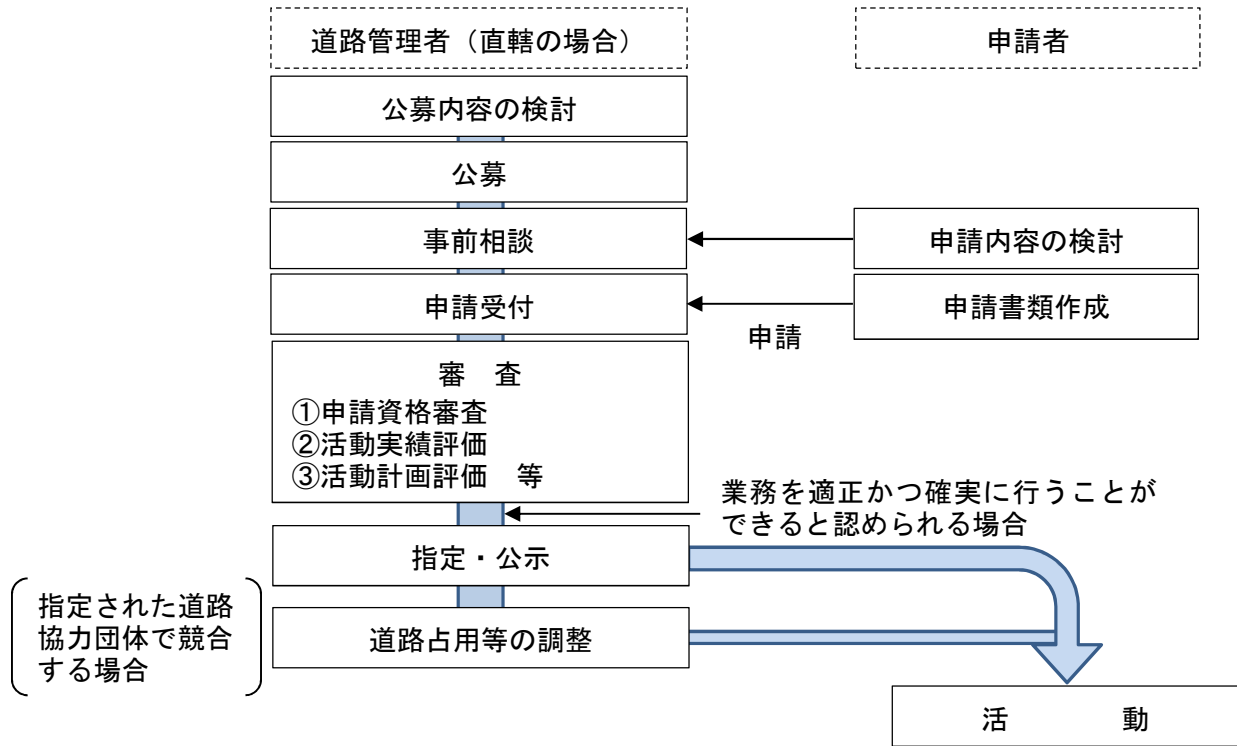 道路管理者（直轄の場合）
申請者
公募内容の検討
公募
事前相談
申請内容の検討
申請受付
申請書類作成
申請
審　査
①申請資格審査
②活動実績評価
③活動計画評価　等
業務を適正かつ確実に行うことが
できると認められる場合
指定・公示
指定された道路
協力団体で競合
する場合
道路占用等の調整
活　動